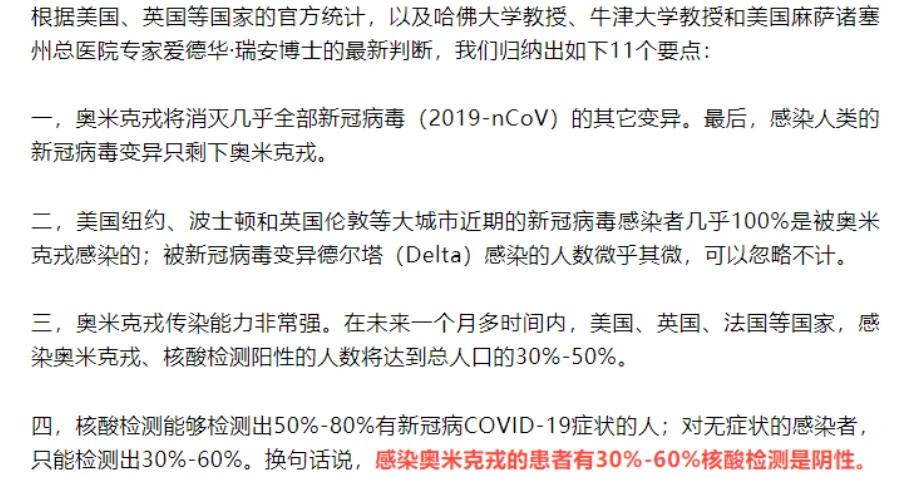 根据美国、英国等国家的官方统计，以及哈佛大学教授、牛津大学教授和美国麻萨诸塞
州总医院专家爱德华·瑞安博士的最新判断，我们归纳出如下11个要点：
一，奥米克戎将消灭几乎全部新冠病毒（2019-nCoV）的其它变异。最后，感染人类的
新冠病毒变异只剩下奥米克戎。
二，美国纽约、波士顿和英国伦敦等大城市近期的新冠病毒感染者几乎100%是被奥米
克戎感染的；被新冠病毒变异德尔塔（Delta）感染的人数微乎其微，可以忽略不计。
三，奥米克戎传染能力非常强。在未来一个月多时间内，美国、英国、法国等国家，感
染奥米克戎、核酸检测阳性的人数将达到总人口的30%-50%。
四，核酸检测能够检测出50%-80%有新冠病COVID-19症状的人；对无症状的感染者，
只能检测出30%-60%。换句话说，感染奥米克戎的患者有30%-60%核酸检测是阴性。